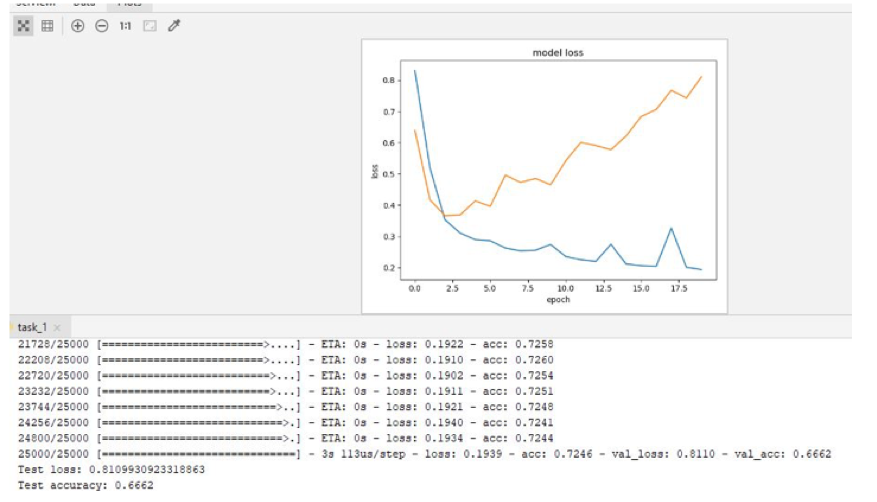 Data
Plots
1:1
model loss
0.8
0.7
0.6
0.5
0.4
0.3
0.2
loss
0.0 2.5 5.0 7.5 10.0 12.5 15.0 17.5
epoch
task_1 ×
21728/25000 [==========================>....] - ETA: 0s - loss: 0.1922 - acc: 0.7258
22208/25000 [==========================>....] - ETA: 0s - loss: 0.1910 - acc: 0.7260
22720/25000 [===========================>...] - ETA: 0s - loss: 0.1902 - acc: 0.7254
23232/25000 [===========================>...] - ETA: 0s - loss: 0.1911 - acc: 0.7251
23744/25000 [============================>..] - ETA: 0s - loss: 0.1921 - acc: 0.7248
24256/25000 [============================>.] - ETA: 0s - loss: 0.1940 - acc: 0.7241
24800/25000 [============================>.] - ETA: 0s - loss: 0.1934 - acc: 0.7244
25000/25000 [==============================] - 3s 113us/step - loss: 0.1939 - acc: 0.7246 - val_loss: 0.8110 - val_acc: 0.6662
Test loss: 0.8109930923318863
Test accuracy: 0.6662